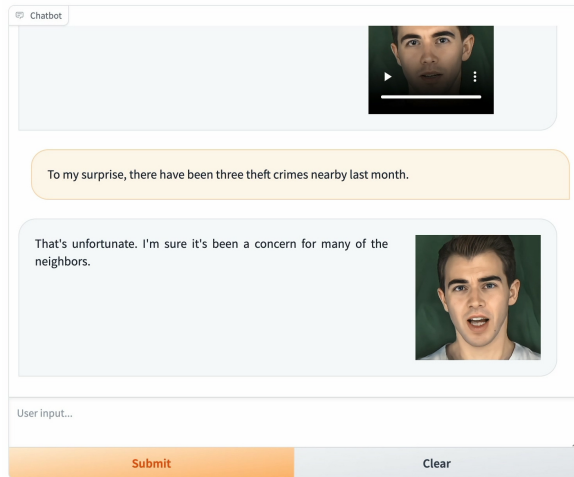 Chatbot
To my surprise, there have been three theft crimes nearby last month.
That's unfortunate. I'm sure it's been a concern for many of the
neighbors.
User input...
Submit
Clear